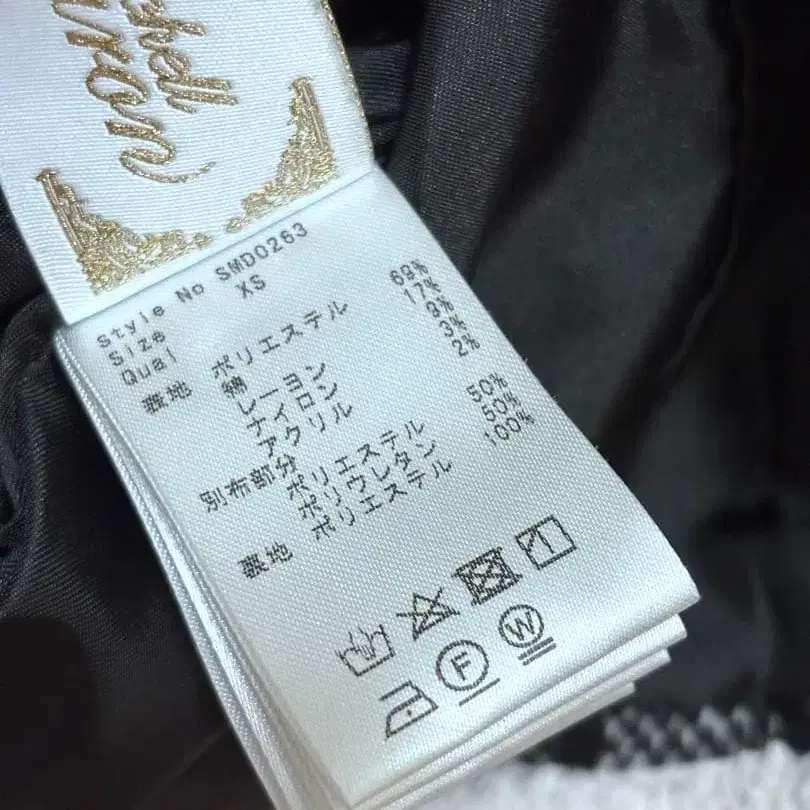 shell
Style No SMD0263
Size XS
Qual
表地 ポリエステル 69%
綿 17%
レーヨン 9%
ナイロン 3%
アクリル 2%
別布部分
ポリエステル 50%
ポリウレタン 50%
裏地 ポリエステル 100%
F
W